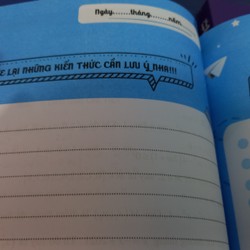 Ngày.......tháng.......năm........
LẠI NHỮNG KIẾN THỨC CẦN LƯU Ý NHA!!!